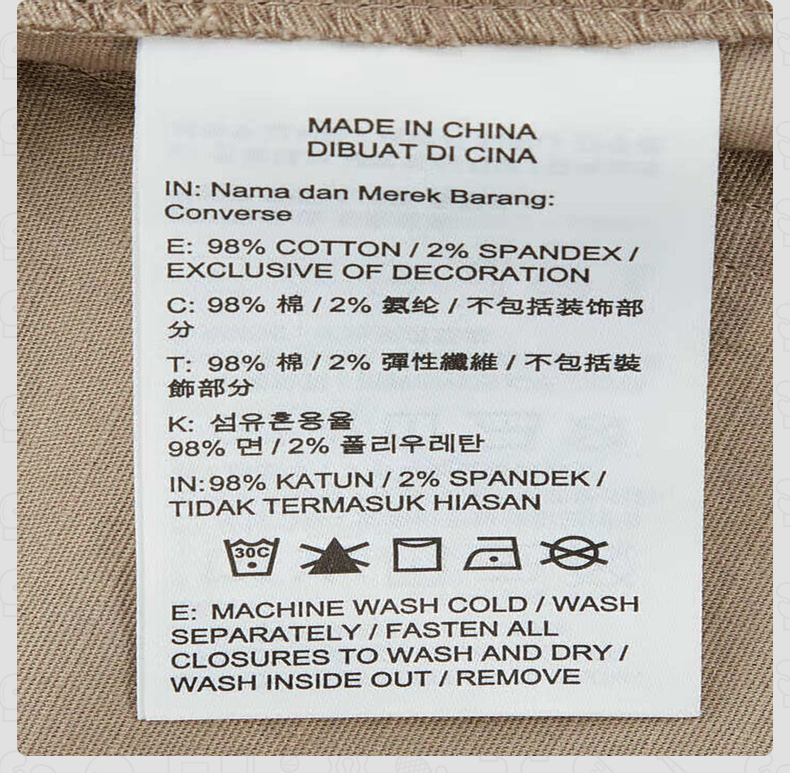 MADE IN CHINA
DIBUAT DI CINA
IN: Nama dan Merek Barang:
Converse
E: 98% COTTON / 2% SPANDEX /
EXCLUSIVE OF DECORATION
C: 98% 棉 / 2% 氨纶 / 不包括装饰部
分
T: 98% 棉 / 2% 彈性纖維 / 不包括裝
飾部分
K: 섬유혼용율
98% 면 / 2% 폴리우레탄
IN:98% KATUN / 2% SPANDEK /
TIDAK TERMASUK HIASAN
30C
E: MACHINE WASH COLD / WASH
SEPARATELY / FASTEN ALL
CLOSURES TO WASH AND DRY /
WASH INSIDE OUT / REMOVE